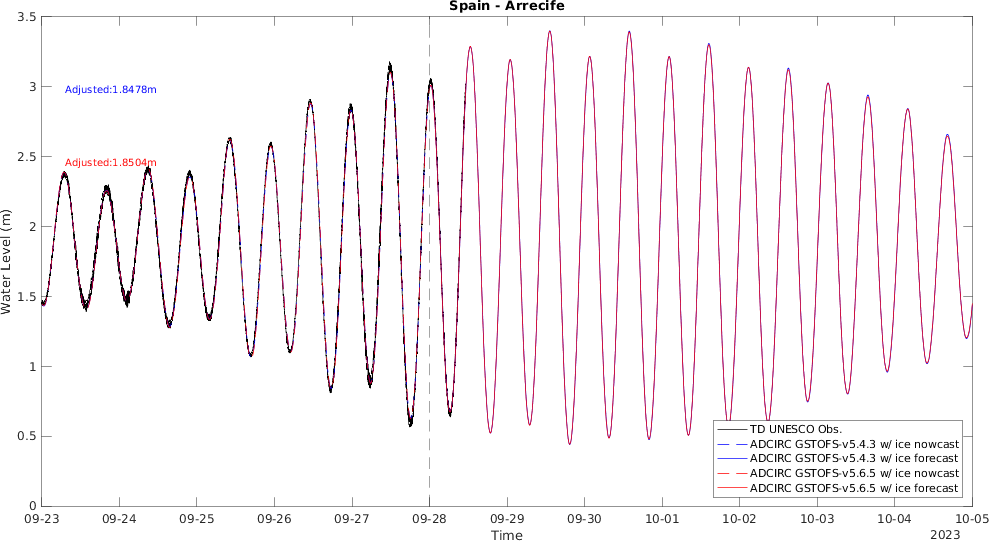 Spain - Arrecife
3.5
3
2.5
2
1.5
1
0.5
0
Water Level (m)
Adjusted:1.8478m
Adjusted:1.8504m
TD UNESCO Obs.
ADCIRC GSTOFS-v5.4.3 w/ ice nowcast
ADCIRC GSTOFS-v5.4.3 w/ ice forecast
ADCIRC GSTOFS-v5.6.5 w/ ice nowcast
ADCIRC GSTOFS-v5.6.5 w/ ice forecast
09-23 09-24 09-25 09-26 09-27 09-28 09-29 09-30 10-01 10-02 10-03 10-04 10-05
Time
2023